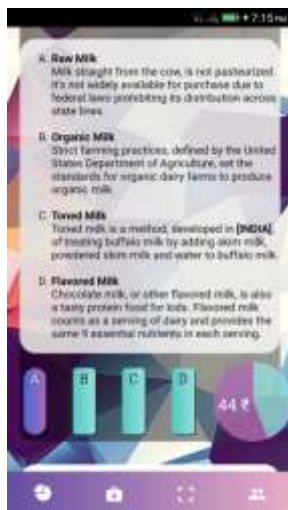 7:15 PM
A. Raw Milk
Milk straight from the cow, is not pasteurized.
It's not widely available for purchase due to
federal laws prohibiting its distribution across
state lines.
B. Organic Milk
Strict farming practices, defined by the United
States Department of Agriculture, set the
standards for organic dairy farms to produce
organic milk.
C. Toned Milk
Toned milk is a method, developed in [INDIA],
of treating buffalo milk by adding skim milk,
powdered skim milk and water to buffalo milk.
D. Flavored Milk
Chocolate milk, or other flavored milk, is also
a tasty protein food for kids. Flavored milk
counts as a serving of dairy and provides the
same 9 essential nutrients in each serving.
A B C D
44 ₹